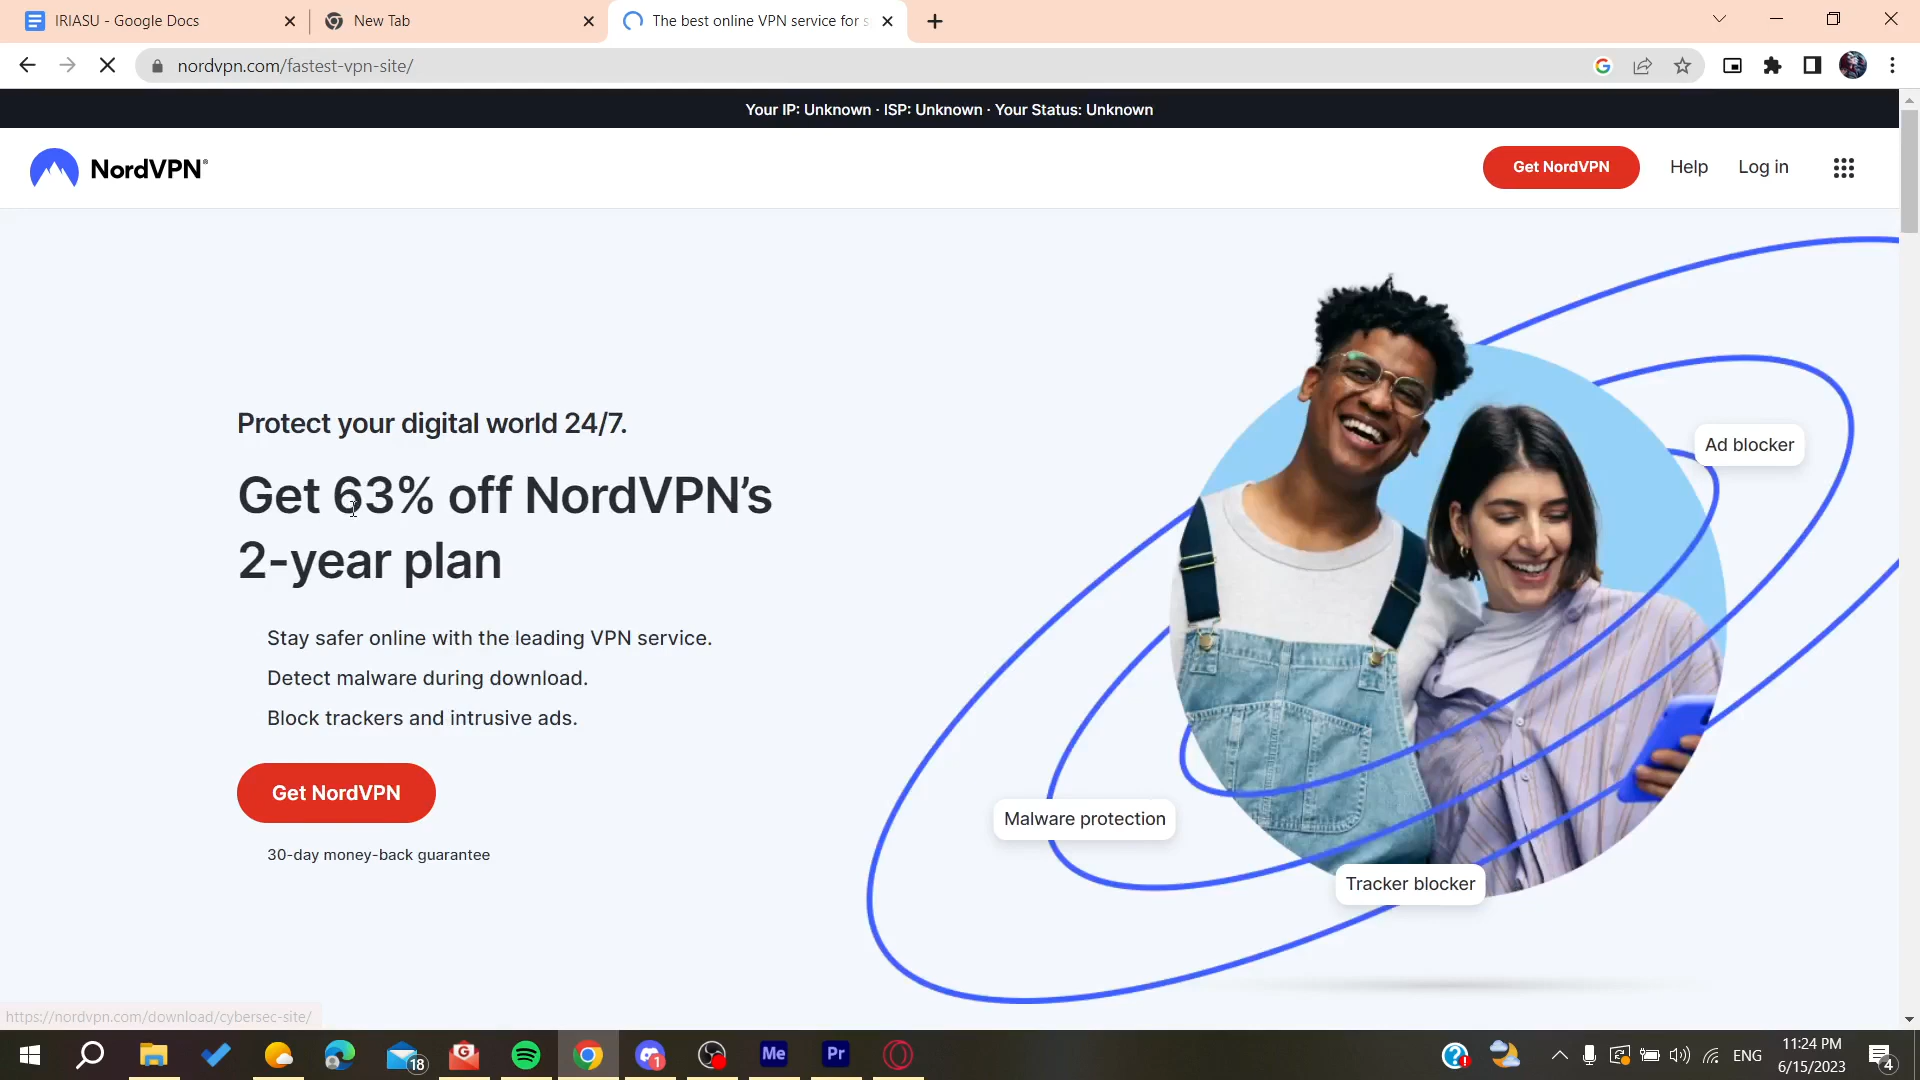 IRIASU - Google Docs
New Tab
The best online VPN service for s
nordvpn.com/fastest-vpn-site/
Your IP: Unknown · ISP: Unknown · Your Status: Unknown
NordVPN®
Get NordVPN
Help
Log in
Protect your digital world 24/7.
Get 63% off NordVPN’s
2-year plan
Stay safer online with the leading VPN service.
Detect malware during download.
Block trackers and intrusive ads.
Get NordVPN
30-day money-back guarantee
Ad blocker
Malware protection
Tracker blocker
https://nordvpn.com/download/cybersec-site/
18
1
Me
Pr
ENG
11:24 PM
6/15/2023
4